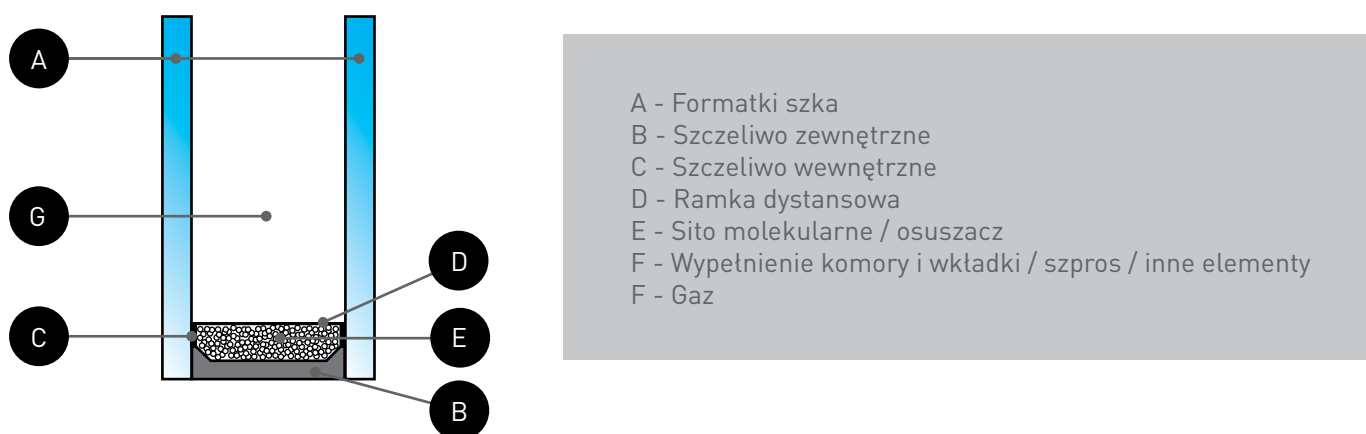 A
G
C
D
E
B
A - Formatki szka
B - Szczeliwo zewnętrzne
C - Szczeliwo wewnętrzne
D - Ramka dystansowa
E - Sito molekularne / osuszacz
F - Wypełnienie komory i wkładki / szpros / inne elementy
F - Gaz